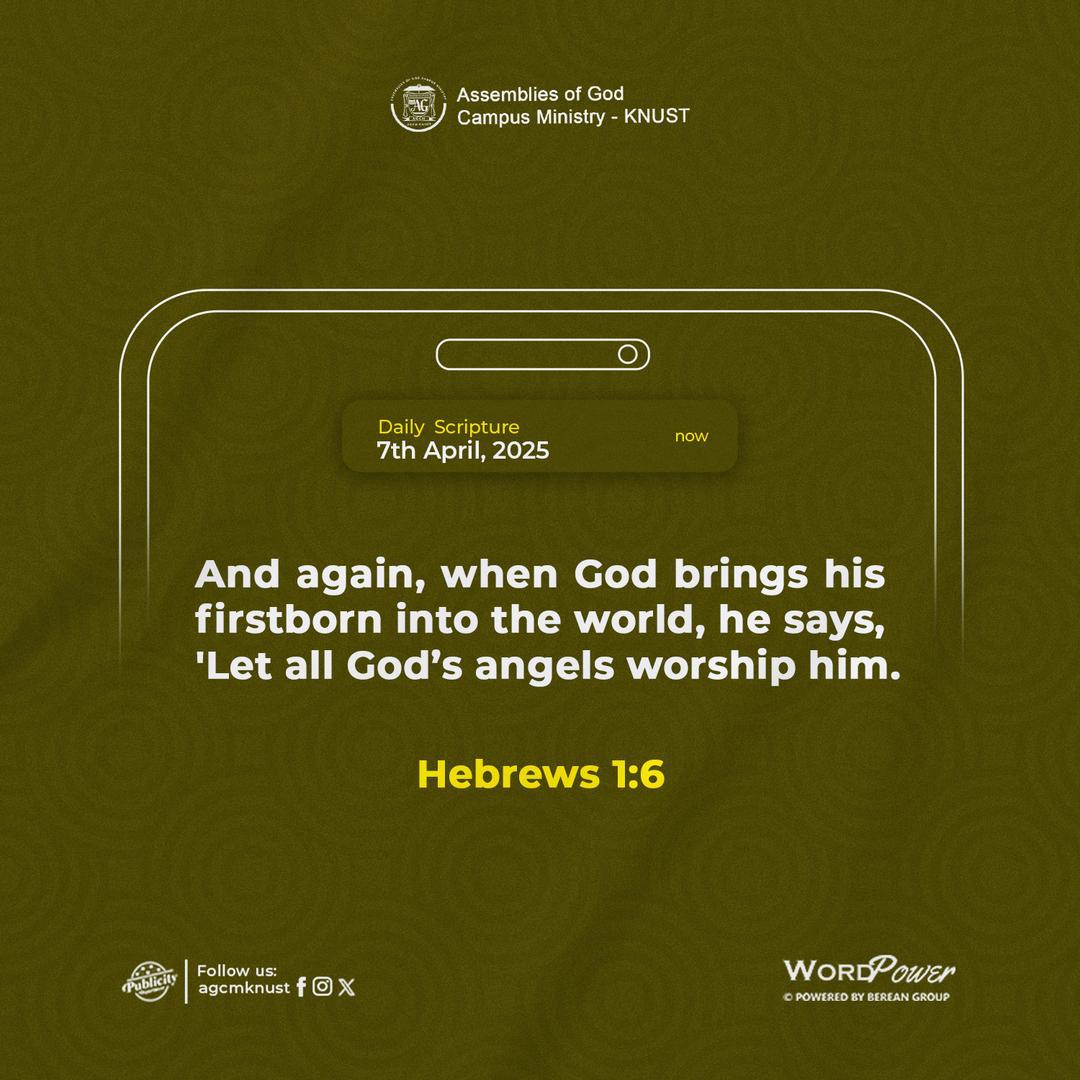 Assemblies of God
Campus Ministry - KNUST
Daily Scripture
7th April, 2025
now
And again, when God brings his
firstborn into the world, he says,
'Let all God’s angels worship him.
Hebrews 1:6
Publicity
Follow us:
agcmknust
WORDPower
© POWERED BY BEREAN GROUP